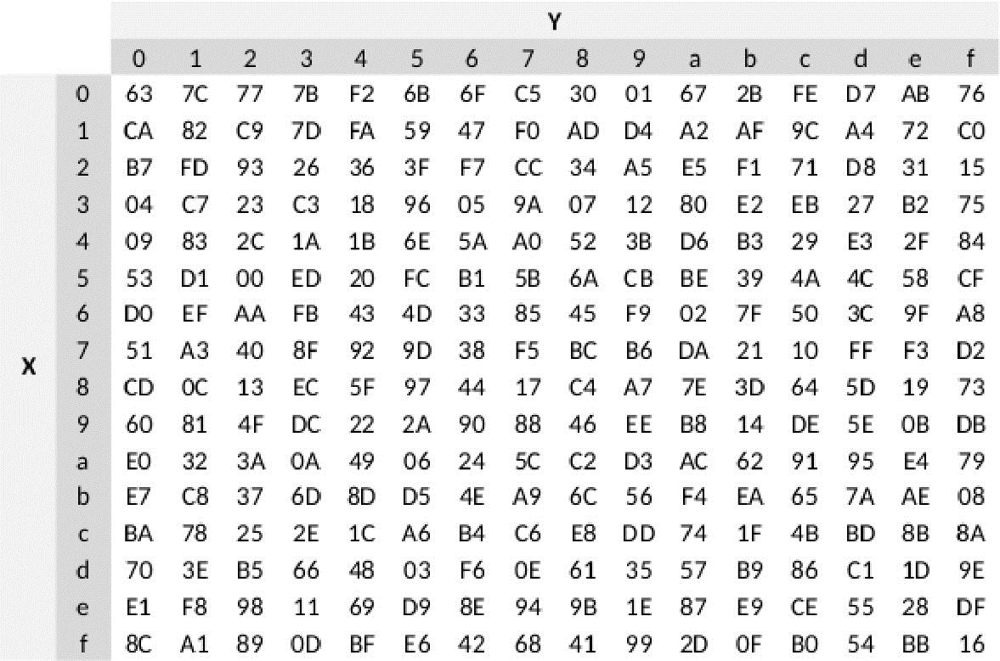 Y
0 1 2 3 4 5 6 7 8 9 a b c d e f
0 63 7C 77 7B F2 6B 6F C5 30 01 67 2B FE D7 AB 76
1 CA 82 C9 7D FA 59 47 F0 AD D4 A2 AF 9C A4 72 C0
2 B7 FD 93 26 36 3F F7 CC 34 A5 E5 F1 71 D8 31 15
3 04 C7 23 C3 18 96 05 9A 07 12 80 E2 EB 27 B2 75
4 09 83 2C 1A 1B 6E 5A A0 52 3B D6 B3 29 E3 2F 84
5 53 D1 00 ED 20 FC B1 5B 6A CB BE 39 4A 4C 58 CF
6 D0 EF AA FB 43 4D 33 85 45 F9 02 7F 50 3C 9F A8
7 51 A3 40 8F 92 9D 38 F5 BC B6 DA 21 10 FF F3 D2
X
8 CD 0C 13 EC 5F 97 44 17 C4 A7 7E 3D 64 5D 19 73
9 60 81 4F DC 22 2A 90 88 46 EE B8 14 DE 5E 0B DB
a E0 32 3A 0A 49 06 24 5C C2 D3 AC 62 91 95 E4 79
b E7 C8 37 6D 8D D5 4E A9 6C 56 F4 EA 65 7A AE 08
c BA 78 25 2E 1C A6 B4 C6 E8 DD 74 1F 4B BD 8B 8A
d 70 3E B5 66 48 03 F6 0E 61 35 57 B9 86 C1 1D 9E
e E1 F8 98 11 69 D9 8E 94 9B 1E 87 E9 CE 55 28 DF
f 8C A1 89 0D BF E6 42 68 41 99 2D 0F B0 54 BB 16